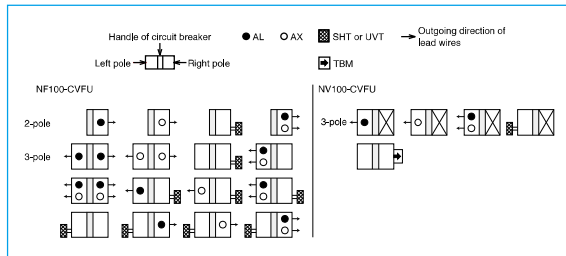 Handle of circuit breaker
AL
AX
SHT or UVT
Outgoing direction of
lead wires
Left pole
Right pole
TBM
NF100-CVFU
NV100-CVFU
2-pole
3-pole
3-pole